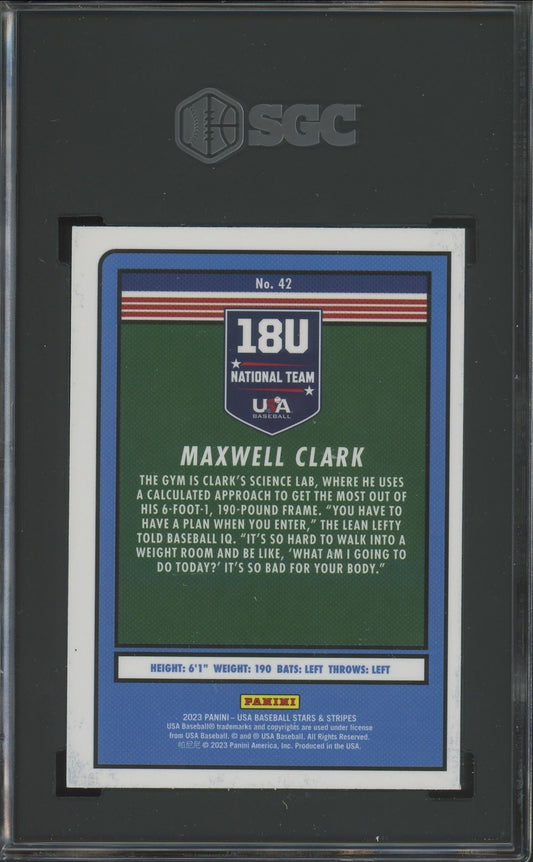 SGC
No. 42
18U
NATIONAL TEAM
USA
BASEBALL
MAXWELL CLARK
THE GYM IS CLARK'S SCIENCE LAB, WHERE HE USES
A CALCULATED APPROACH TO GET THE MOST OUT OF
HIS 6-FOOT-1, 190-POUND FRAME. “YOU HAVE TO
HAVE A PLAN WHEN YOU ENTER,” THE LEAN LEFTY
TOLD BASEBALL IQ. “IT'S SO HARD TO WALK INTO A
WEIGHT ROOM AND BE LIKE, ‘WHAT AM I GOING TO
DO TODAY?’ IT'S SO BAD FOR YOUR BODY.”
HEIGHT: 6'1" WEIGHT: 190 BATS: LEFT THROWS: LEFT
PANINI
2023 PANINI – USA BASEBALL STARS & STRIPES
USA Baseball® trademarks and copyrights are used under license
from USA Baseball. © and ® USA Baseball. All Rights Reserved.
帕尼尼 © 2023 Panini America, Inc. Produced in the USA.